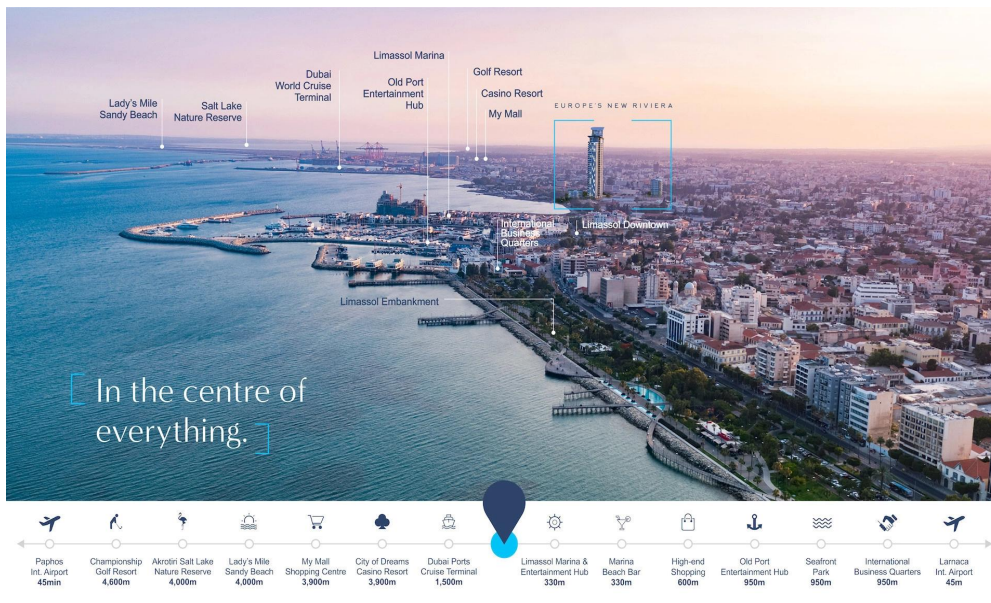 Limassol Marina
Dubai
World Cruise
Terminal
Old Port
Entertainment
Hub
Golf Resort
Casino Resort
My Mall
Lady's Mile
Sandy Beach
Salt Lake
Nature Reserve
EUROPE'S NEW RIVIERA
International
Business
Quarters
Limassol Downtown
Limassol Embankment
In the centre of
everything.
Paphos
Int. Airport
45min
Championship
Golf Resort
4,600m
Akrotiri Salt Lake
Nature Reserve
4,000m
Lady's Mile
Sandy Beach
4,000m
My Mall
Shopping Centre
3,900m
City of Dreams
Casino Resort
3,900m
Dubai Ports
Cruise Terminal
1,500m
Limassol Marina &
Entertainment Hub
330m
Marina
Beach Bar
330m
High-end
Shopping
600m
Old Port
Entertainment Hub
950m
Seafront
Park
950m
International
Business Quarters
950m
Larnaca
Int. Airport
45m